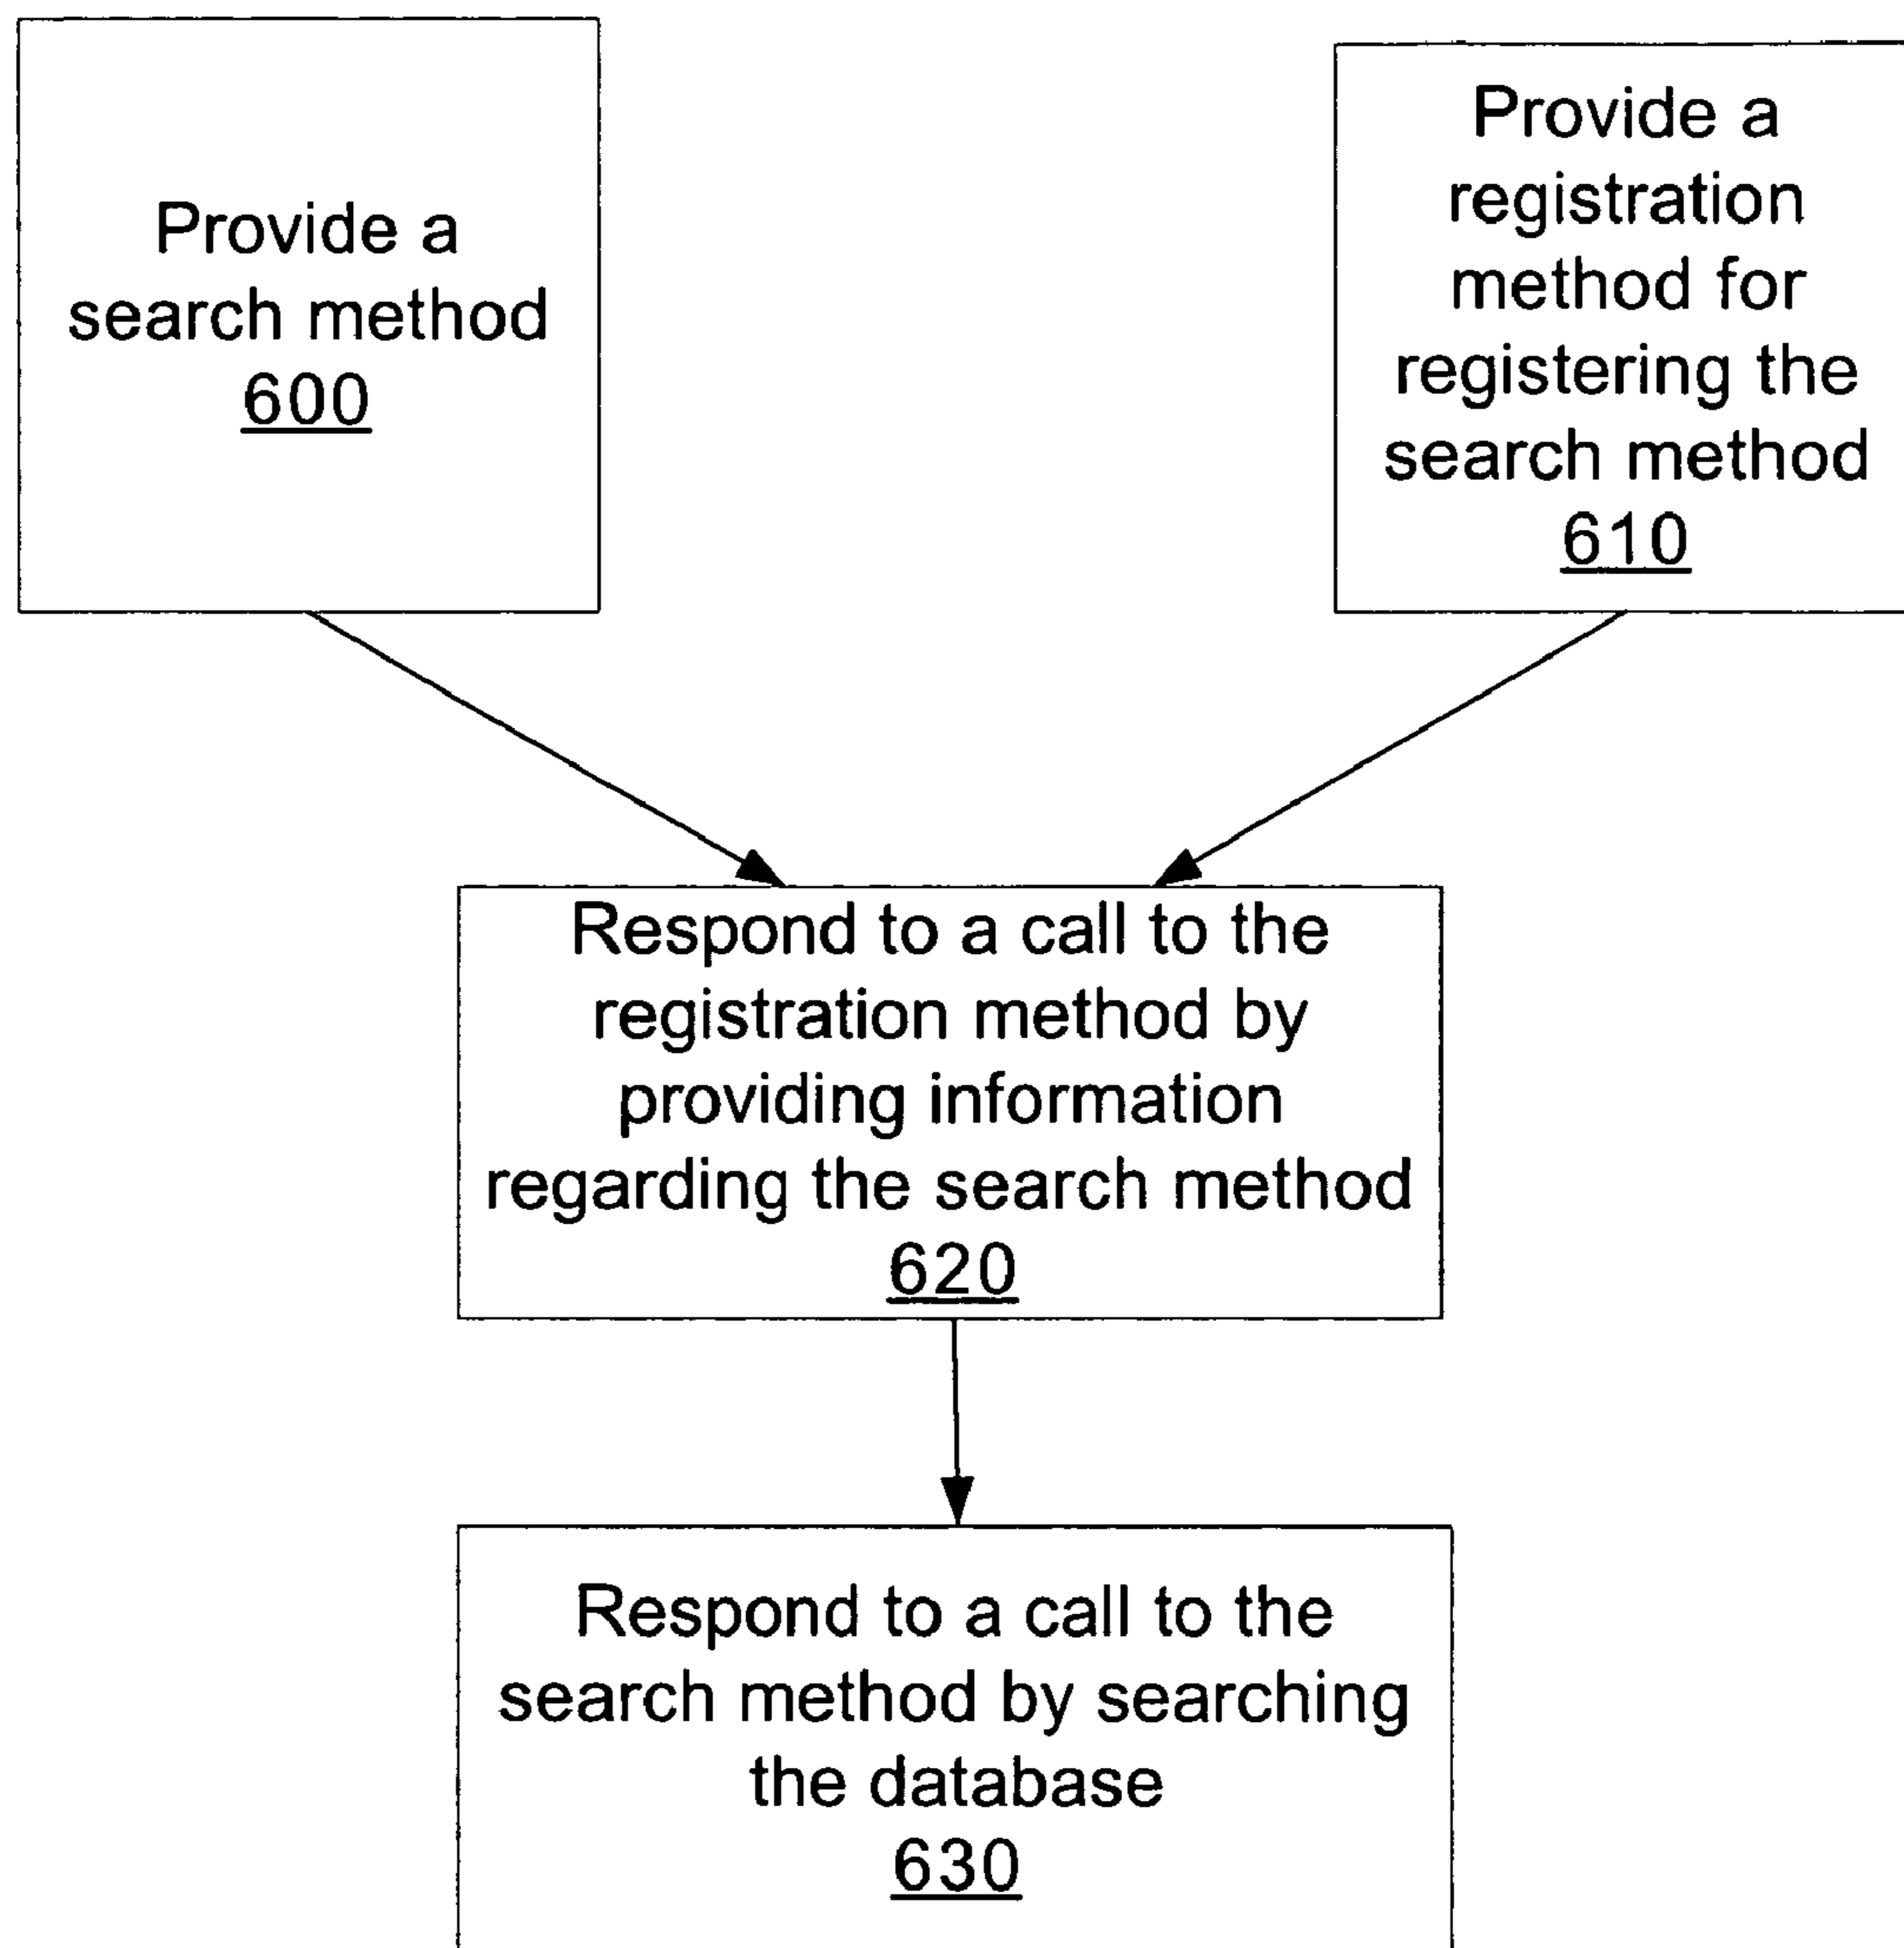 Provide a
search method
600
Provide a
registration
method for
registering the
search method
610
Respond to a call to the
registration method by
providing information
regarding the search method
620
Respond to a call to the
search method by searching
the database
630